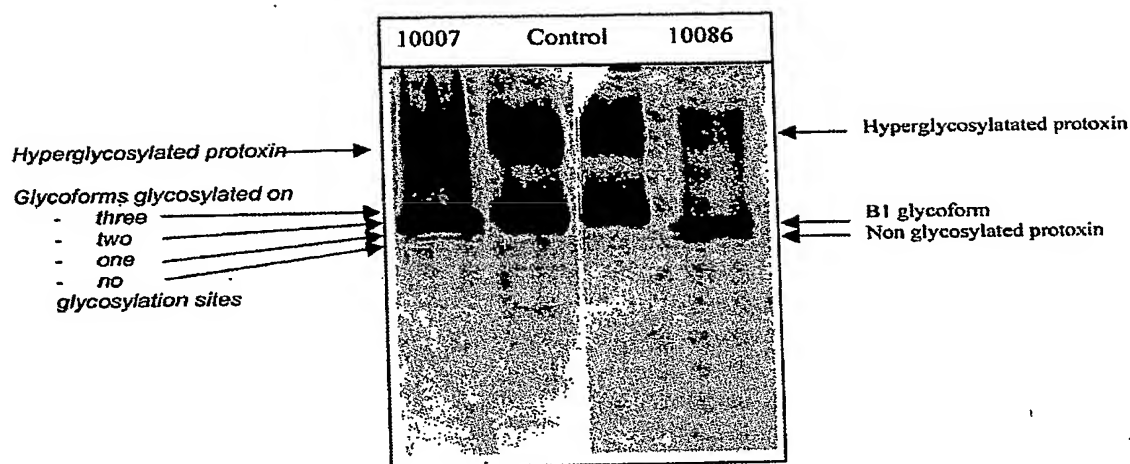 10007 Control 10086
Hyperglycosylated protoxin
Glycoforms glycosylated on
- three
- two
- one
- no
glycosylation sites
Hyperglycosylatated protoxin
B1 glycoform
Non glycosylated protoxin